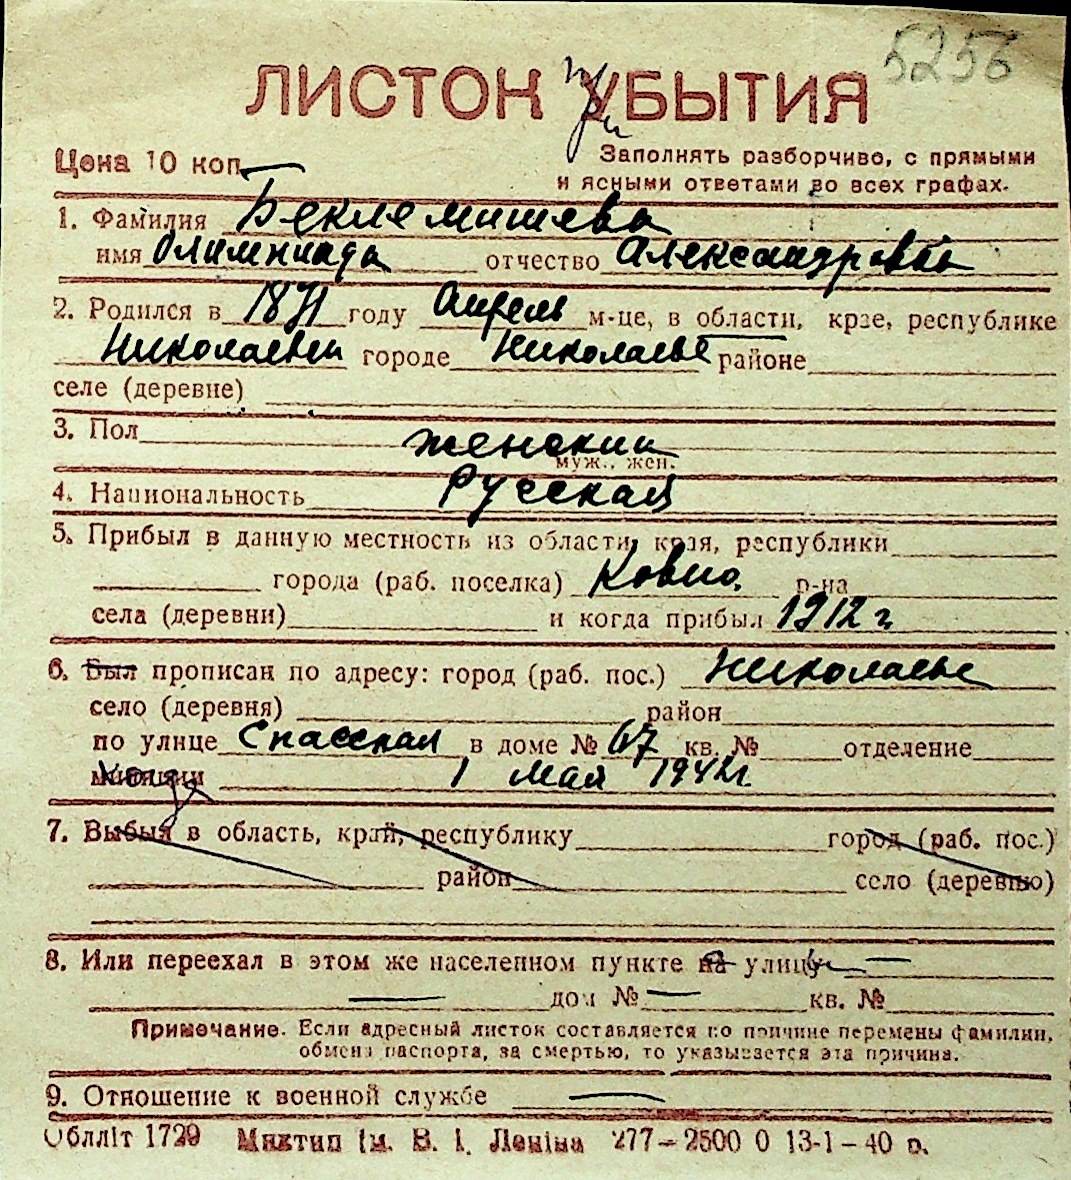 5256
ЛИСТОК УБЫТИЯ
при
Цена 10 коп.
Заполнять разборчиво, с прямыми
и ясными ответами во всех графах.
1. Фамилия Беклемишева
имя Олимпиада отчество Александровна
2. Родился в 1871 году Апрель м-це, в области, крае, республике
Николаеве городе Николаеве районе
селе (деревне)
3. Пол женский
муж., жен.
4. Национальность Русская
5. Прибыл в данную местность из области, края, республики
города (раб. поселка) Ковно. р-на
села (деревни) и когда прибыл 1912 г
6. Был прописан по адресу: город (раб. пос.) Николаеве
село (деревня) район
по улице Спасская в доме № 67 кв. № отделение
милиции когда 1 Мая 1942 г.
7. Выбыл в область, край, республику город (раб. пос.)
район село (деревню)
8. Или переехал в этом же населенном пункте на улицу —
— дом № — кв. №
Примечание. Если адресный листок составляется по причине перемены фамилии,
обмена паспорта, за смертью, то указывается эта причина.
9. Отношение к военной службе —
Облліт 1729 Миктип ім. В. І. Леніна 277—2500 0 13-1-40 р.